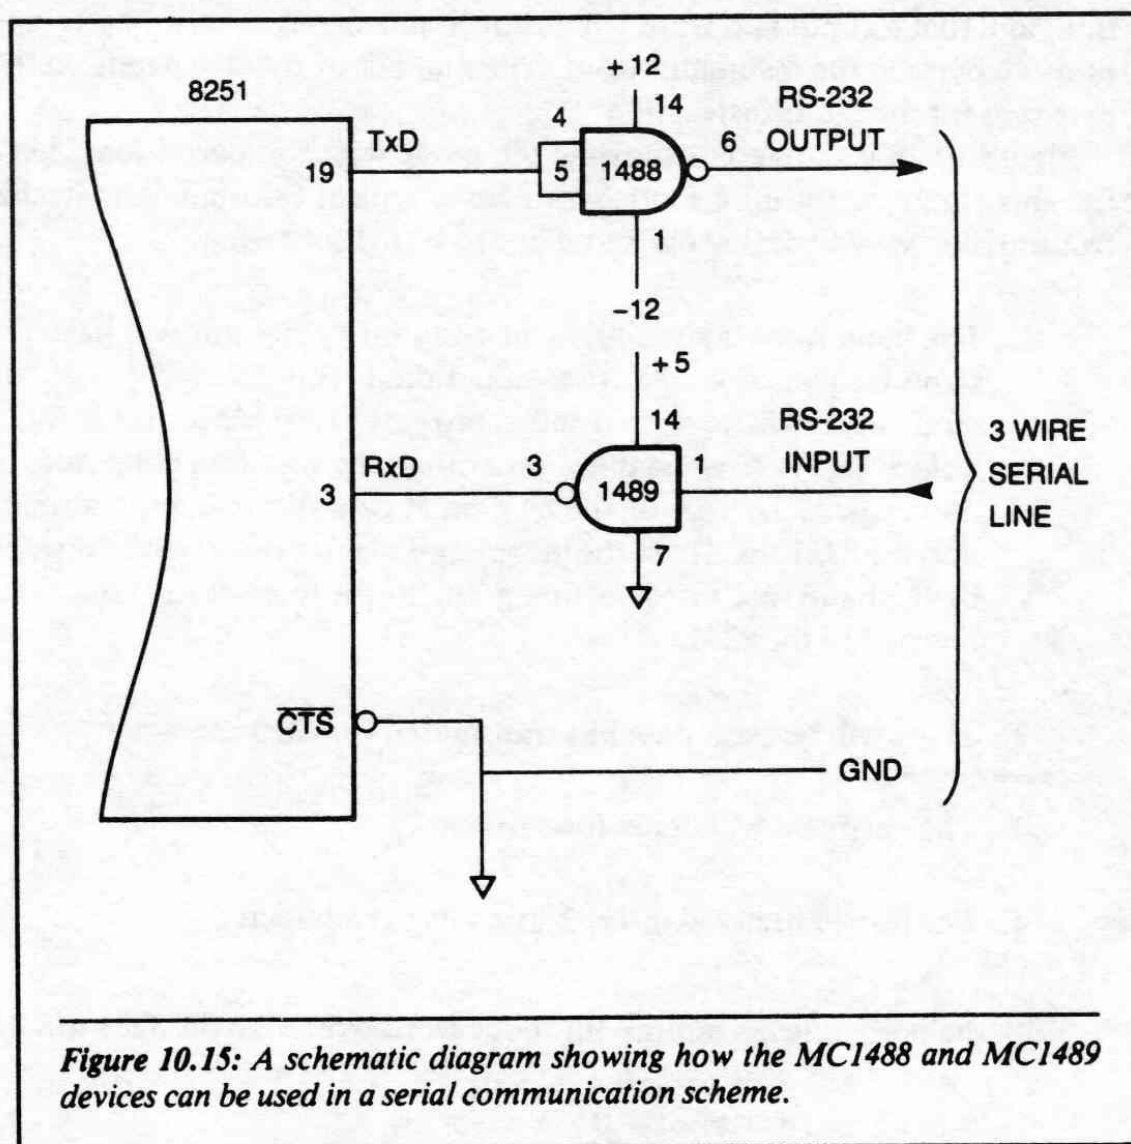 8251
+12
14
RS-232
OUTPUT
TxD
4
5
1488
6
19
1
-12
+5
14
RS-232
INPUT
RxD
3
1489
1
3
7
3 WIRE
SERIAL
LINE
CTS
GND
Figure 10.15: A schematic diagram showing how the MC1488 and MC1489
devices can be used in a serial communication scheme.